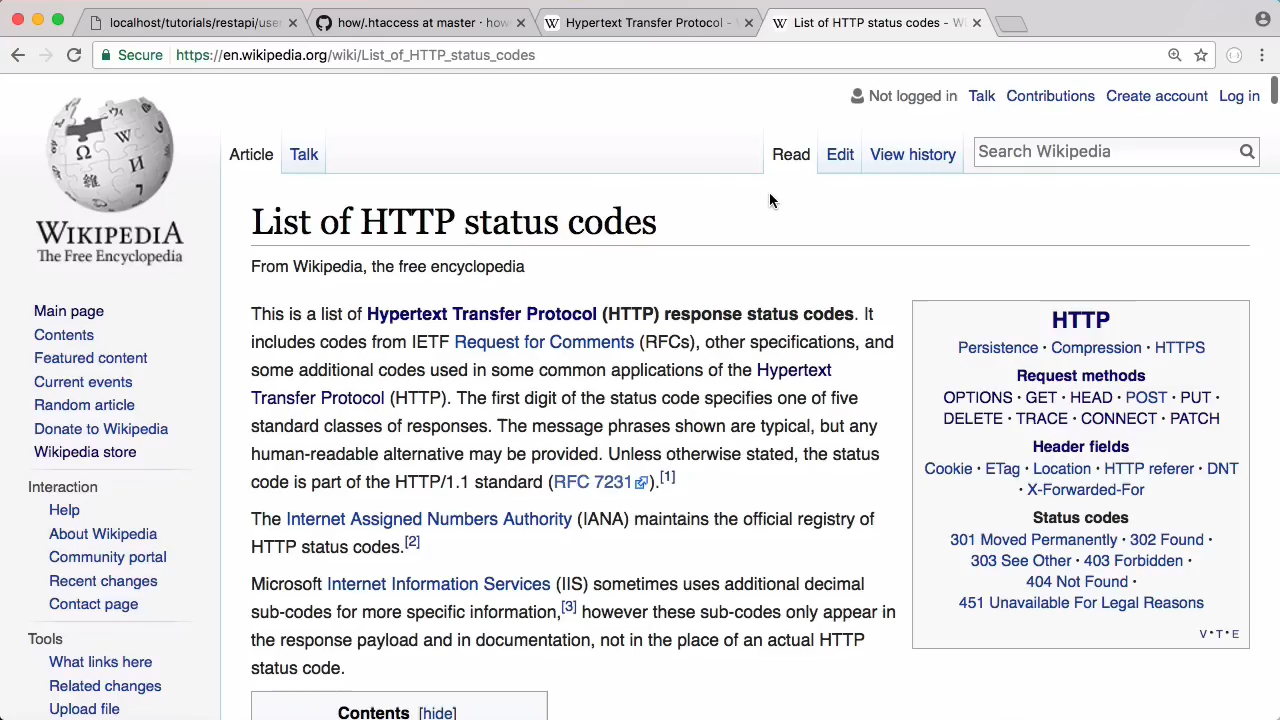 localhost/tutorials/restapi/user
how/.htaccess at master · how
Hypertext Transfer Protocol - W
List of HTTP status codes - Wi
Secure https://en.wikipedia.org/wiki/List_of_HTTP_status_codes
Not logged in Talk Contributions Create account Log in
Article Talk Read Edit View history Search Wikipedia
WIKIPEDIA
The Free Encyclopedia
Main page
Contents
Featured content
Current events
Random article
Donate to Wikipedia
Wikipedia store
Interaction
Help
About Wikipedia
Community portal
Recent changes
Contact page
Tools
What links here
Related changes
Upload file
List of HTTP status codes
From Wikipedia, the free encyclopedia
This is a list of Hypertext Transfer Protocol (HTTP) response status codes. It
includes codes from IETF Request for Comments (RFCs), other specifications, and
some additional codes used in some common applications of the Hypertext
Transfer Protocol (HTTP). The first digit of the status code specifies one of five
standard classes of responses. The message phrases shown are typical, but any
human-readable alternative may be provided. Unless otherwise stated, the status
code is part of the HTTP/1.1 standard (RFC 7231).[1]
The Internet Assigned Numbers Authority (IANA) maintains the official registry of
HTTP status codes.[2]
Microsoft Internet Information Services (IIS) sometimes uses additional decimal
sub-codes for more specific information,[3] however these sub-codes only appear in
the response payload and in documentation, not in the place of an actual HTTP
status code.
Contents [hide]
HTTP
Persistence · Compression · HTTPS
Request methods
OPTIONS · GET · HEAD · POST · PUT ·
DELETE · TRACE · CONNECT · PATCH
Header fields
Cookie · ETag · Location · HTTP referer · DNT
· X-Forwarded-For
Status codes
301 Moved Permanently · 302 Found ·
303 See Other · 403 Forbidden ·
404 Not Found ·
451 Unavailable For Legal Reasons
V · T · E